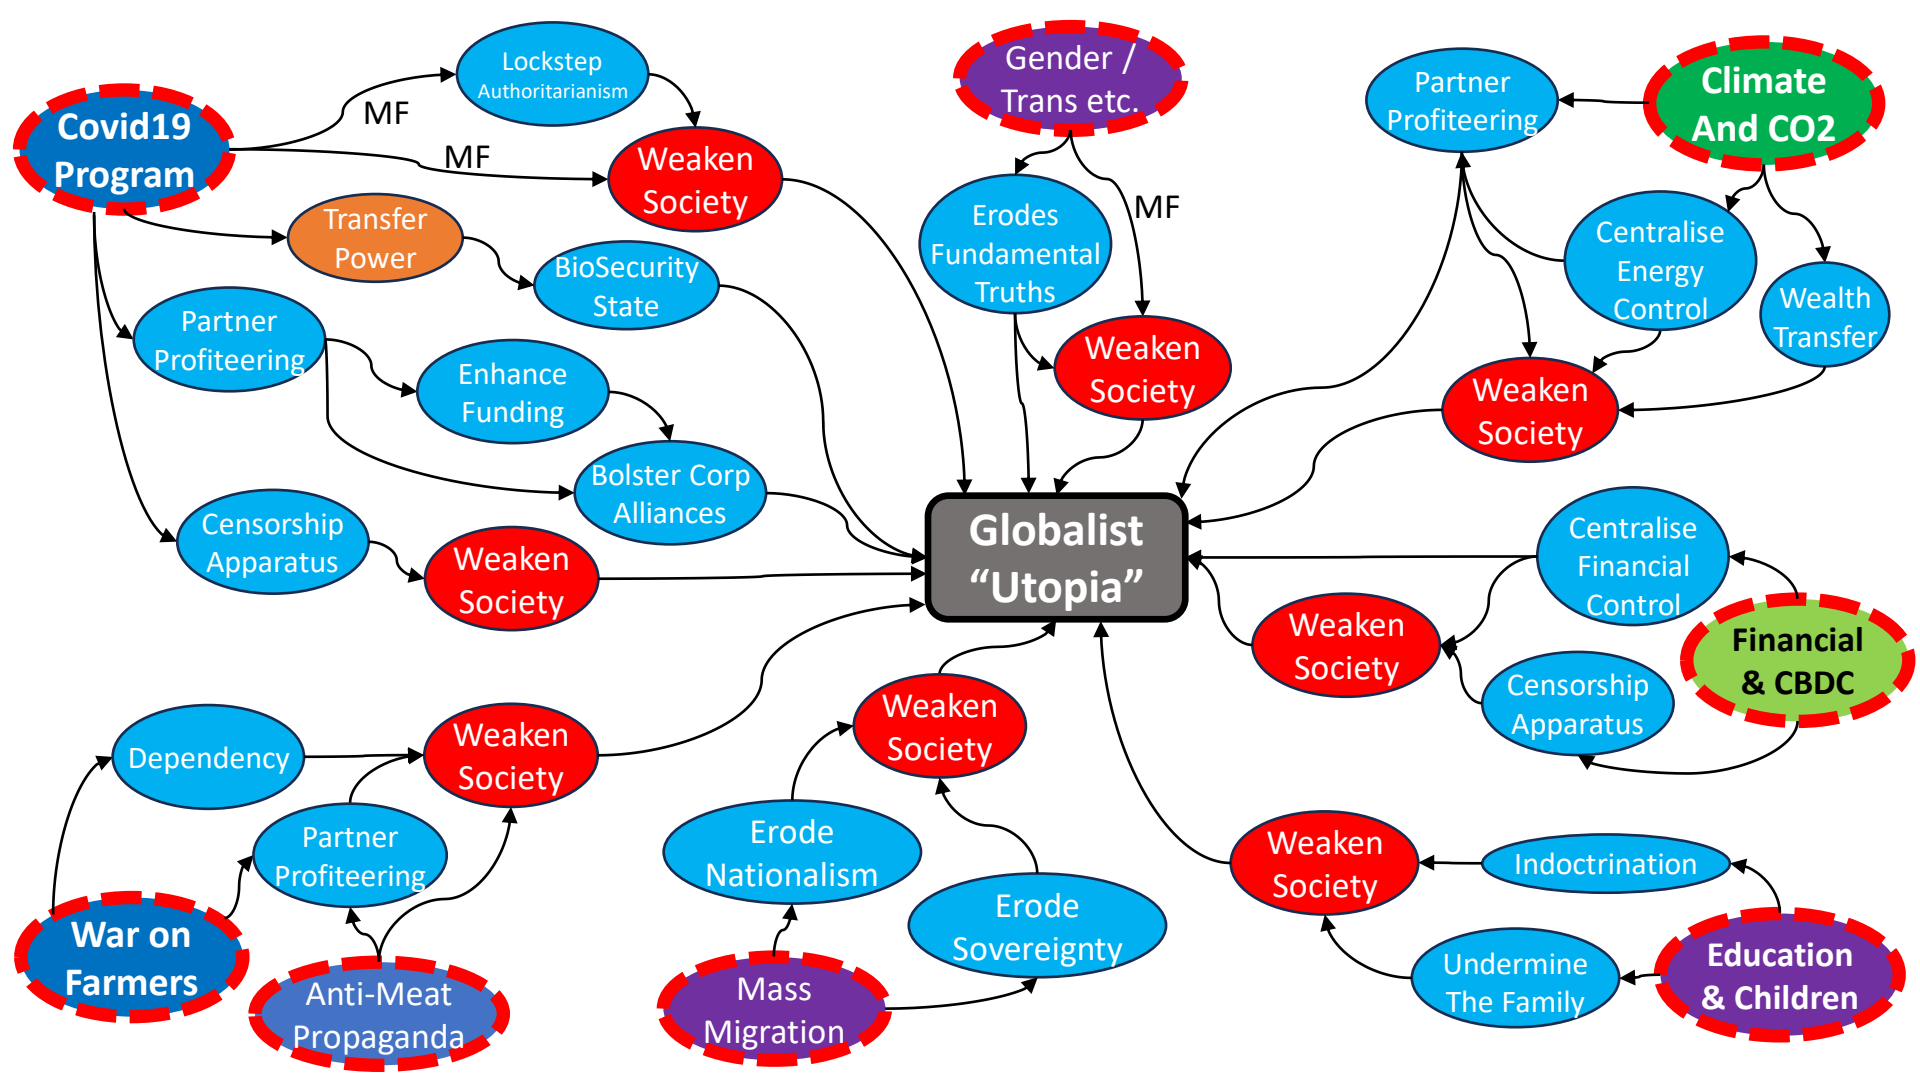 Covid19
Program
MF
MF
Lockstep
Authoritarianism
Weaken
Society
Transfer
Power
BioSecurity
State
Partner
Profiteering
Enhance
Funding
Bolster Corp
Alliances
Censorship
Apparatus
Weaken
Society
Gender /
Trans etc.
Erodes
Fundamental
Truths
MF
Weaken
Society
Climate
And CO2
Partner
Profiteering
Centralise
Energy
Control
Wealth
Transfer
Weaken
Society
Globalist
“Utopia”
Centralise
Financial
Control
Financial
& CBDC
Weaken
Society
Censorship
Apparatus
Dependency
Weaken
Society
Partner
Profiteering
War on
Farmers
Anti-Meat
Propaganda
Weaken
Society
Erode
Nationalism
Erode
Sovereignty
Mass
Migration
Weaken
Society
Indoctrination
Undermine
The Family
Education
& Children